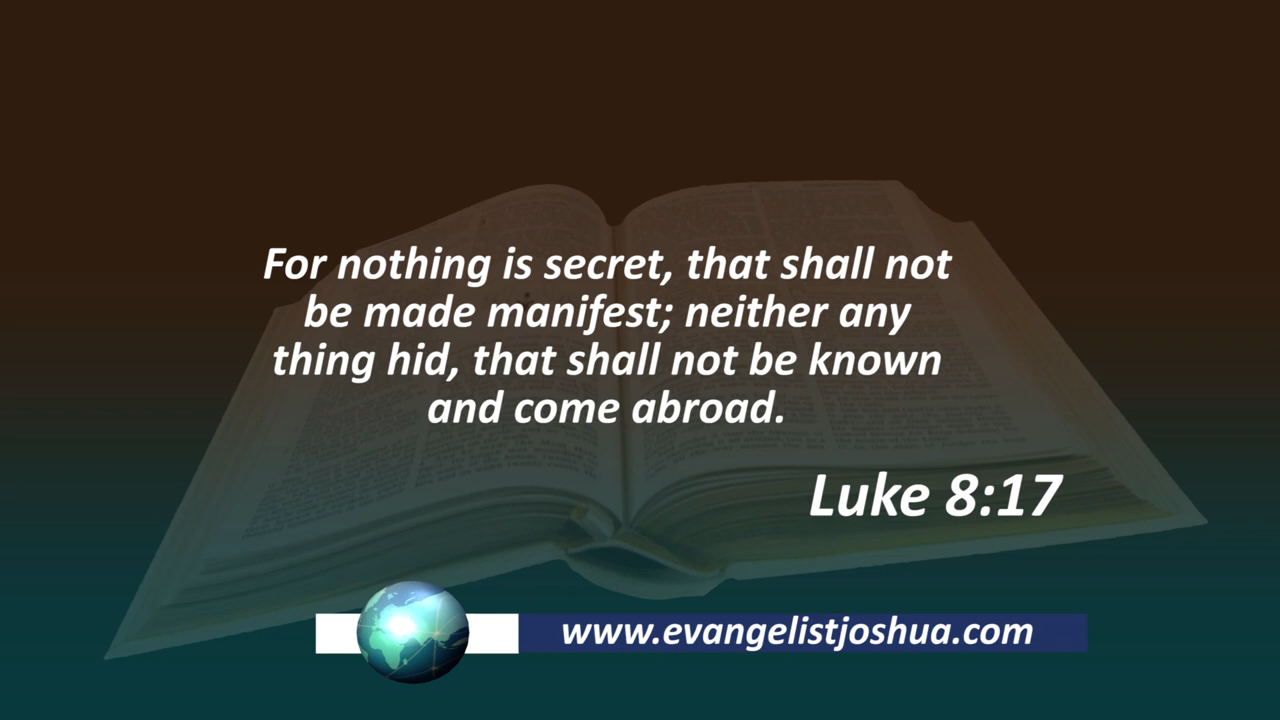 For nothing is secret, that shall not
be made manifest; neither any
thing hid, that shall not be known
and come abroad.
Luke 8:17
www.evangelistjoshua.com